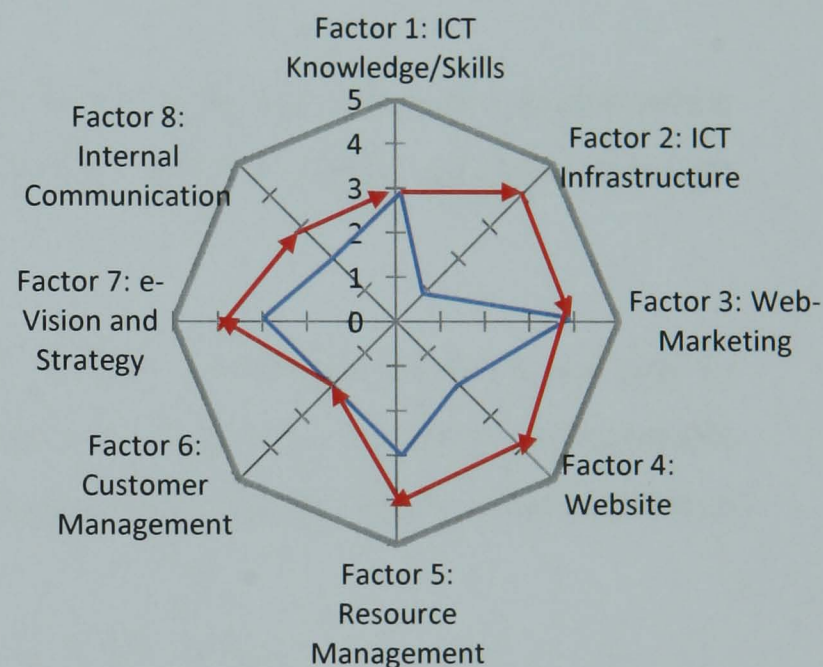 Factor 1: ICT
Knowledge/Skills
Factor 2: ICT
Infrastructure
Factor 3: Web-
Marketing
Factor 4:
Website
Factor 5:
Resource
Management
Factor 6:
Customer
Management
Factor 7: e-
Vision and
Strategy
Factor 8:
Internal
Communication
5
4
3
2
1
0